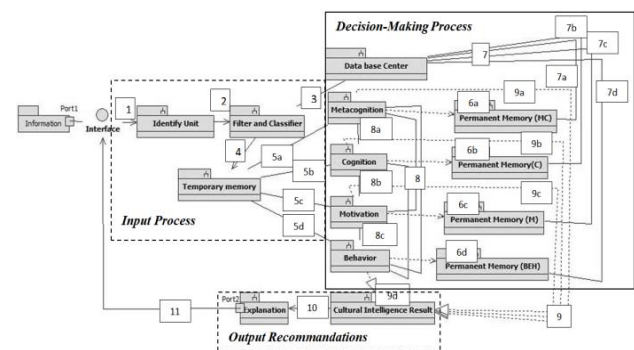 Decision-Making Process
7b
7c
7
7a
7d
Data base Center
Port1
Information
Interface
1
Identify Unit
2
Filter and Classifier
3
Metacognition
6a
9a
Permanent Memory (MC)
4
5a
8a
Temporary memory
5b
Cognition
6b
9b
Permanent Memory(C)
8b
8
5c
Motivation
6c
9c
Permanent Memory (M)
5d
8c
Input Process
Behavior
6d
Permanent Memory (BEH)
9d
11
Port2
Explanation
10
Cultural Intelligence Result
9
Output Recommandations